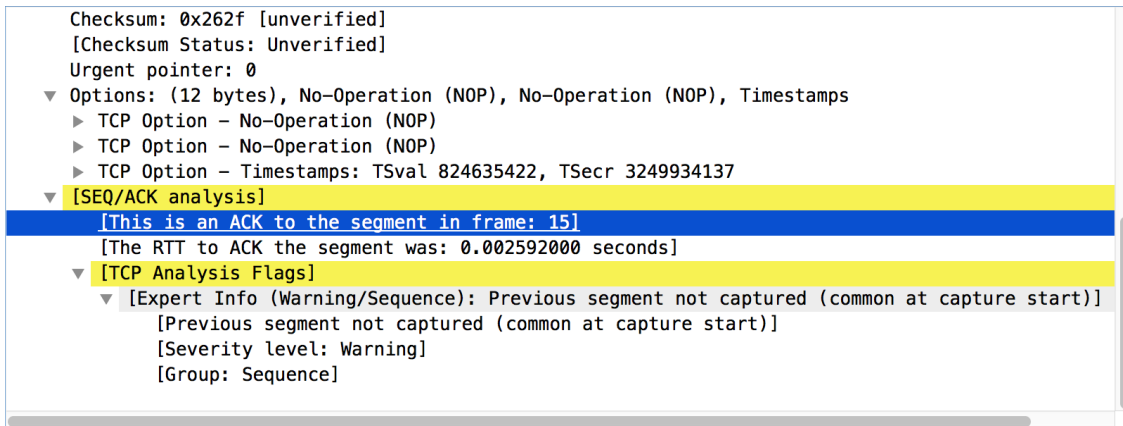 Checksum: 0x262f [unverified]
[Checksum Status: Unverified]
Urgent pointer: 0
Options: (12 bytes), No–Operation (NOP), No–Operation (NOP), Timestamps
TCP Option – No–Operation (NOP)
TCP Option – No–Operation (NOP)
TCP Option – Timestamps: TSval 824635422, TSecr 3249934137
[SEQ/ACK analysis]
[This is an ACK to the segment in frame: 15]
[The RTT to ACK the segment was: 0.002592000 seconds]
[TCP Analysis Flags]
[Expert Info (Warning/Sequence): Previous segment not captured (common at capture start)]
[Previous segment not captured (common at capture start)]
[Severity level: Warning]
[Group: Sequence]